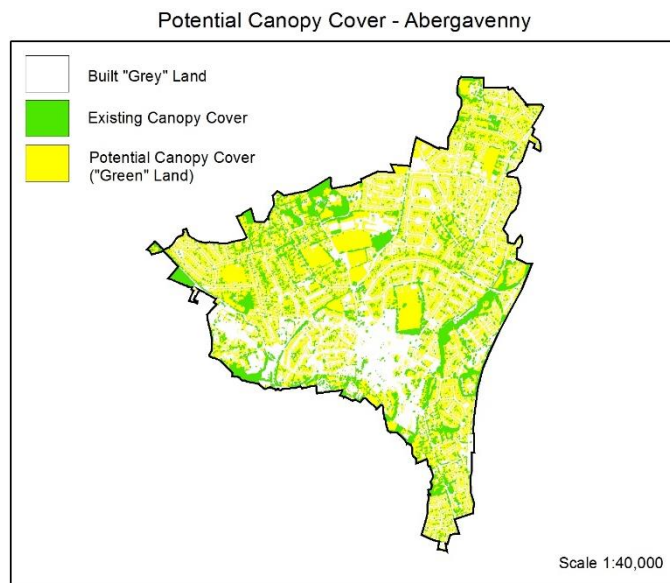 Potential Canopy Cover - Abergavenny
Built "Grey" Land
Existing Canopy Cover
Potential Canopy Cover
("Green" Land)
Scale 1:40,000